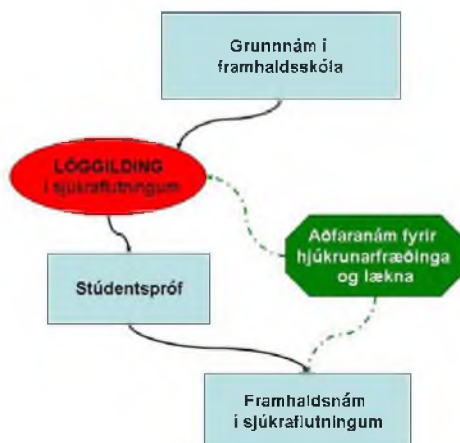 Grunnnám í
framhaldsskóla
LÖGGILDING
í sjúkraflutningum
Aðfaranám fyrir
hjúkrunarfræðinga
og lækna
Stúdentspróf
Framhaldsnám
í sjúkraflutningum